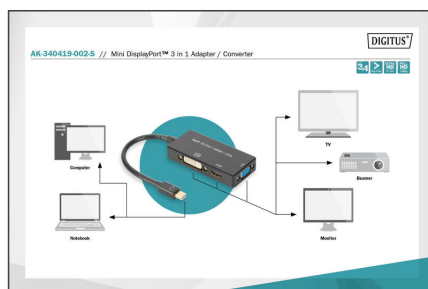 DIGITUS®
AK-340419-002-S // Mini DisplayPort™ 3 in 1 Adapter / Converter
Computer
TV
Beamer
Notebook
Monitor